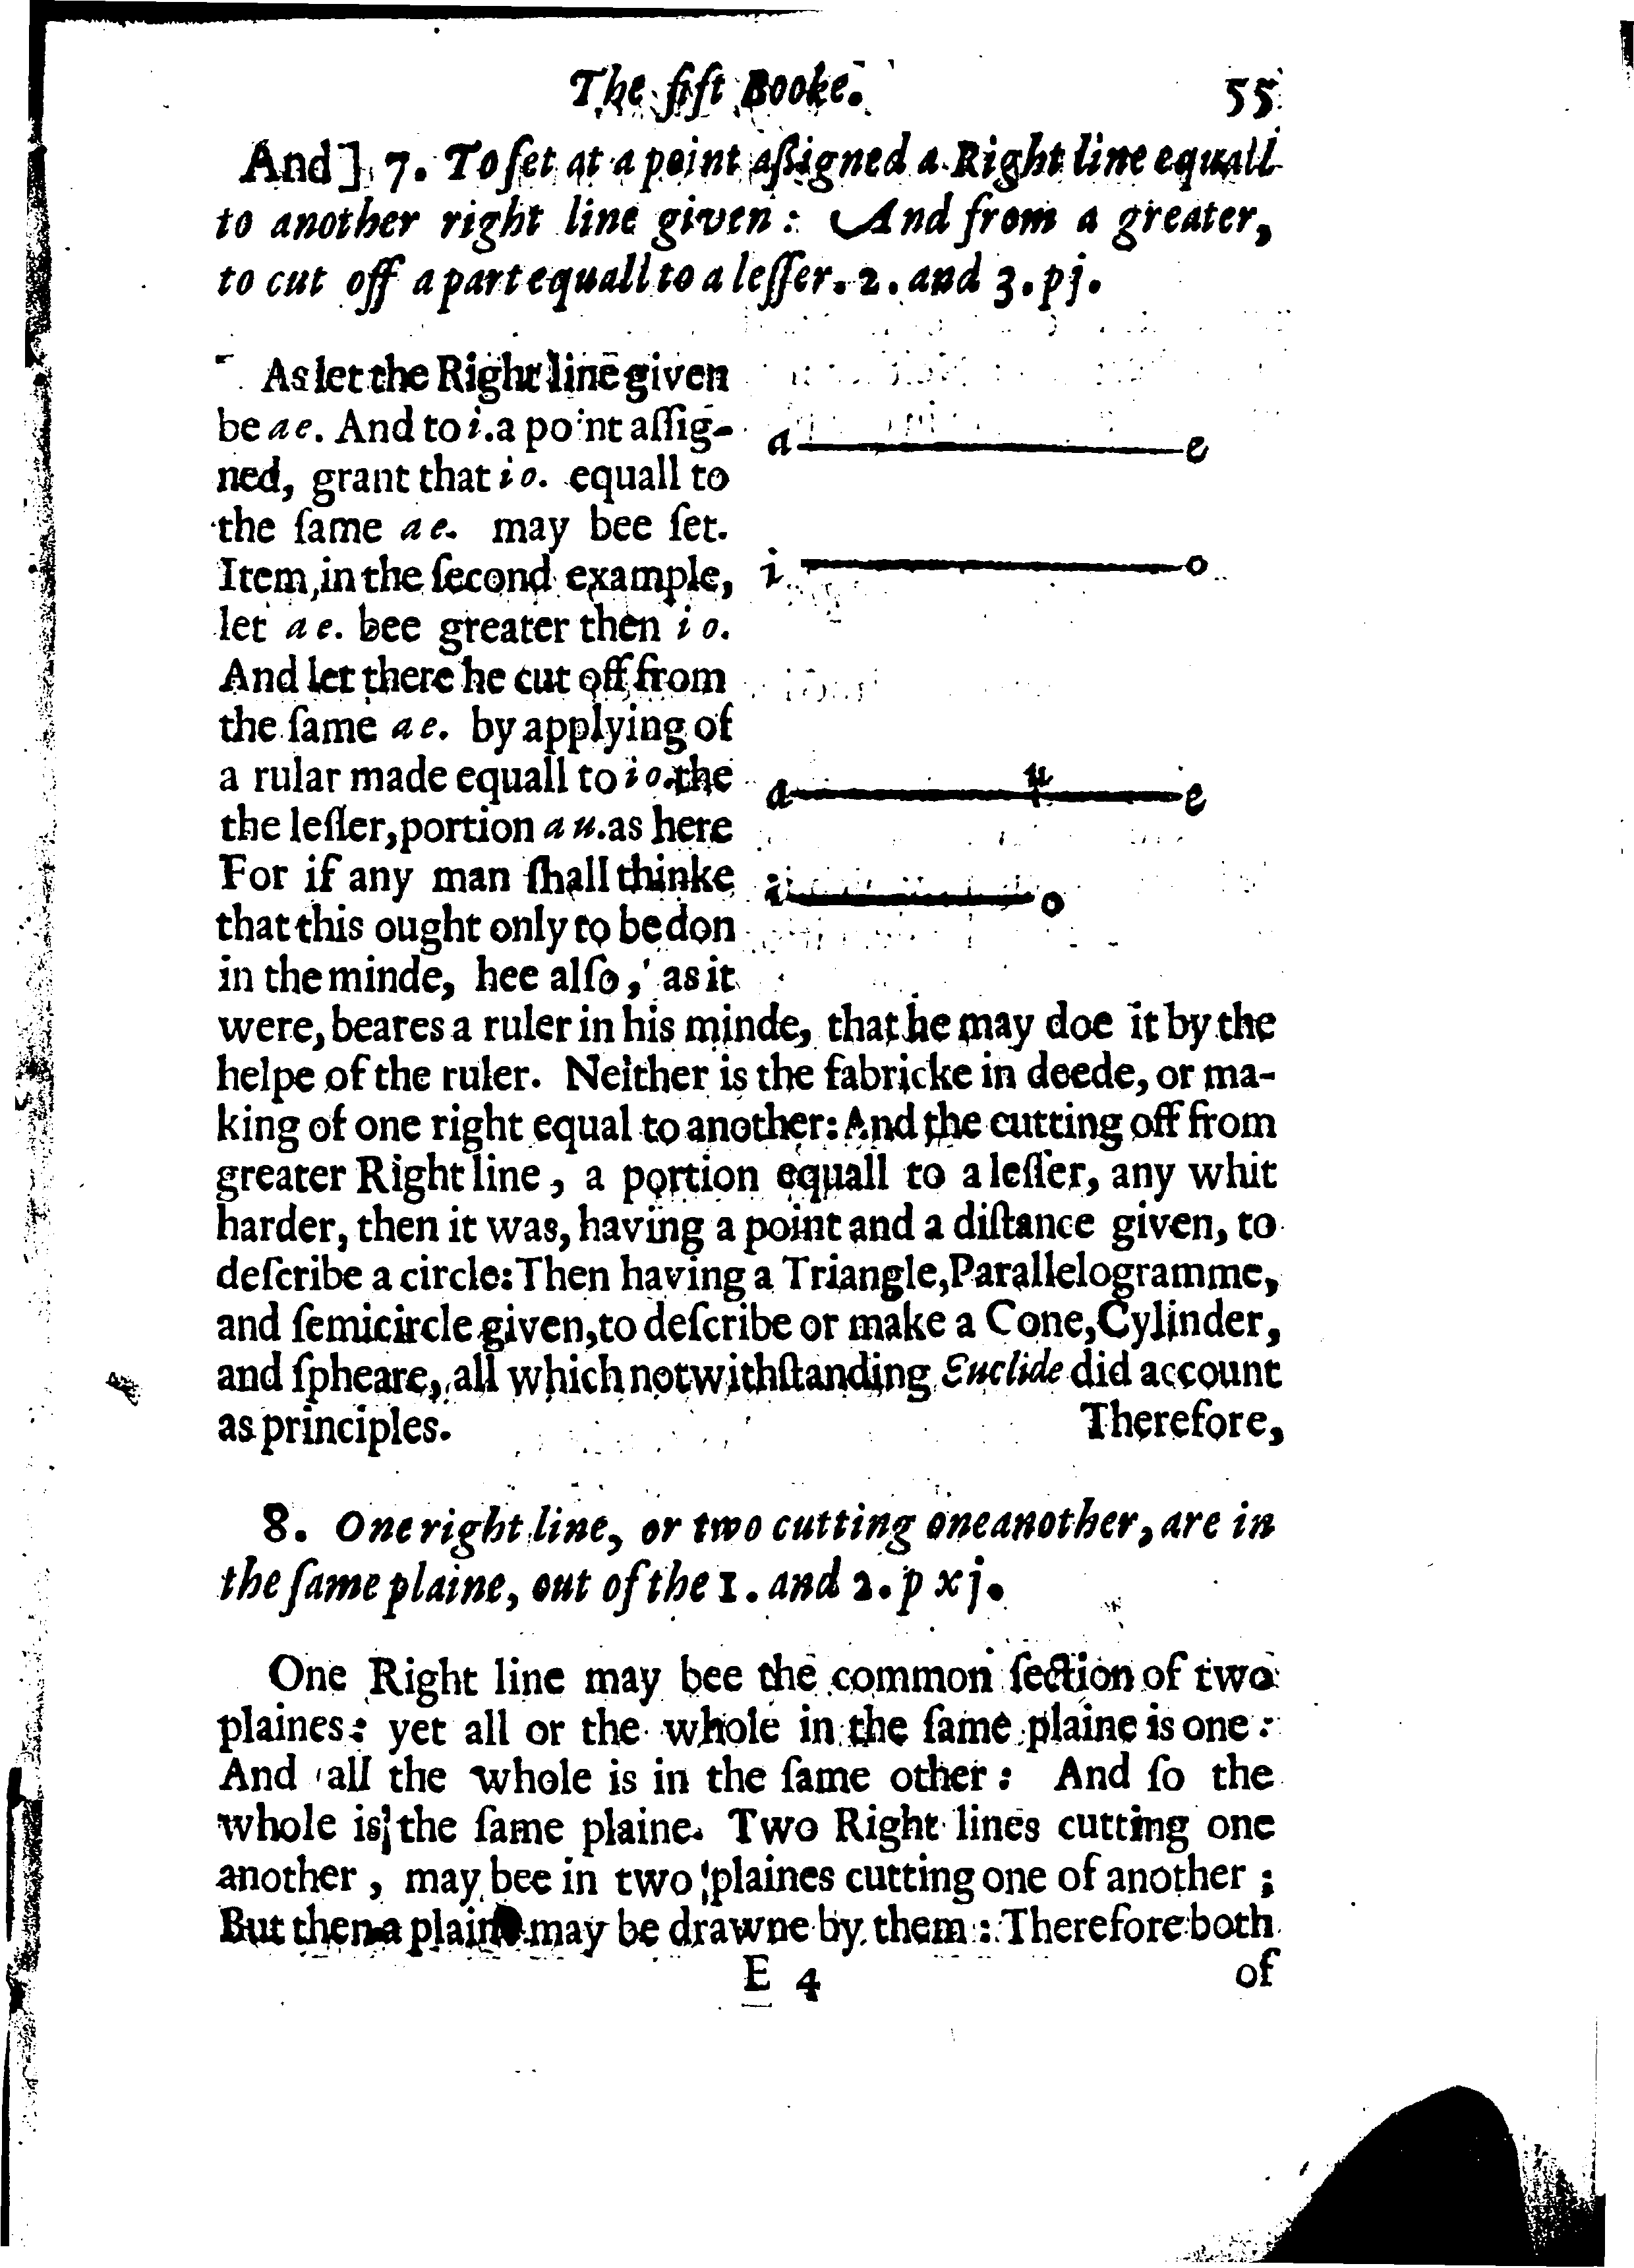 The fift Booke. 55
And] 7. To ſet at a point aſsigned a Right line equall
to another right line given: And from a greater,
to cut off a part equall to a leſſer. 2. and 3. pj.
As let the Right line given
be ae. And to i. a point aſſig-
ned, grant that io. equall to
the ſame ae. may bee ſet.
Item, in the ſecond example,
let ae. bee greater then io.
And let there he cut off from
the ſame ae. by applying of
a rular made equall to io. the
the leſſer, portion au. as here
For if any man ſhall thinke
that this ought only to be don
in the minde, hee alſo, as it
a e
i o
a u e
i o
were, beares a ruler in his minde, that he may doe it by the
helpe of the ruler. Neither is the fabricke in deede, or ma-
king of one right equal to another: And the cutting off from
greater Right line, a portion equall to a leſſer, any whit
harder, then it was, having a point and a diſtance given, to
deſcribe a circle: Then having a Triangle, Parallelogramme,
and ſemicircle given, to deſcribe or make a Cone, Cylinder,
and ſpheare, all which notwithſtanding Euclide did account
as principles. Therefore,
8. One right line, or two cutting one another, are in
the ſame plaine, out of the 1. and 2. p xj.
One Right line may bee the common ſection of two
plaines: yet all or the whole in the ſame plaine is one:
And all the whole is in the ſame other: And ſo the
whole is the ſame plaine. Two Right lines cutting one
another, may bee in two plaines cutting one of another;
But then a plaine may be drawne by them: Therefore both
E 4 of